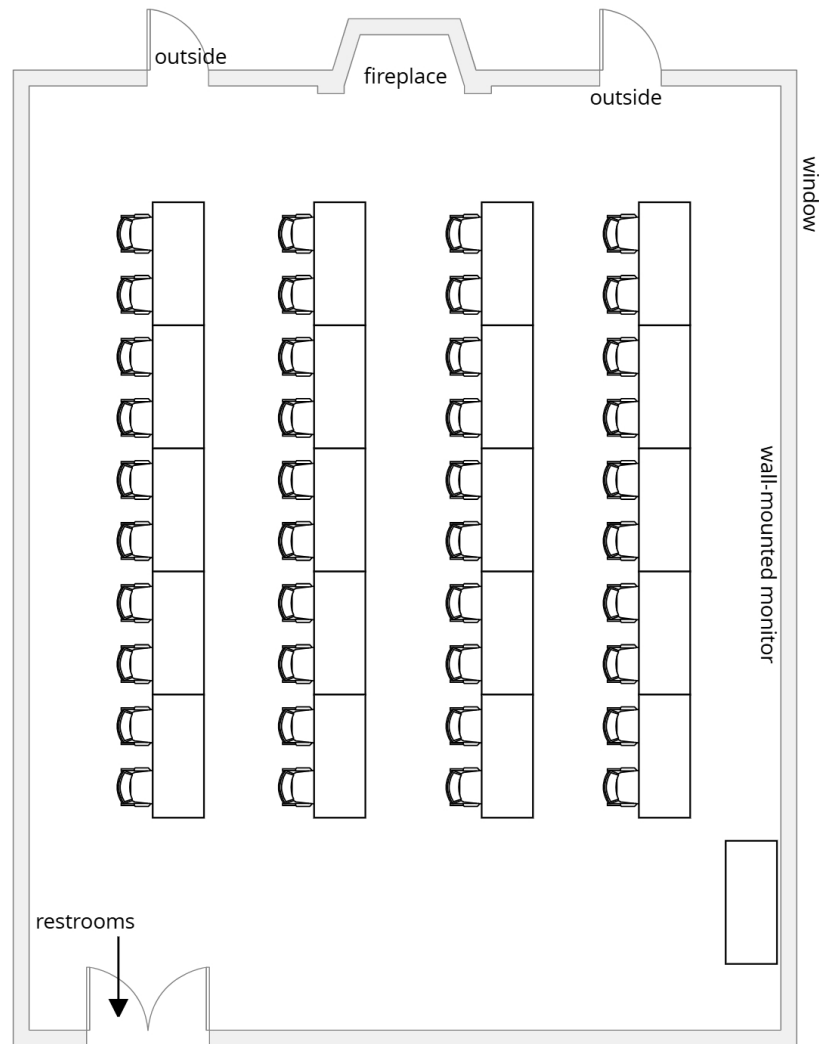 outside
fireplace
outside
window
wall-mounted monitor
restrooms